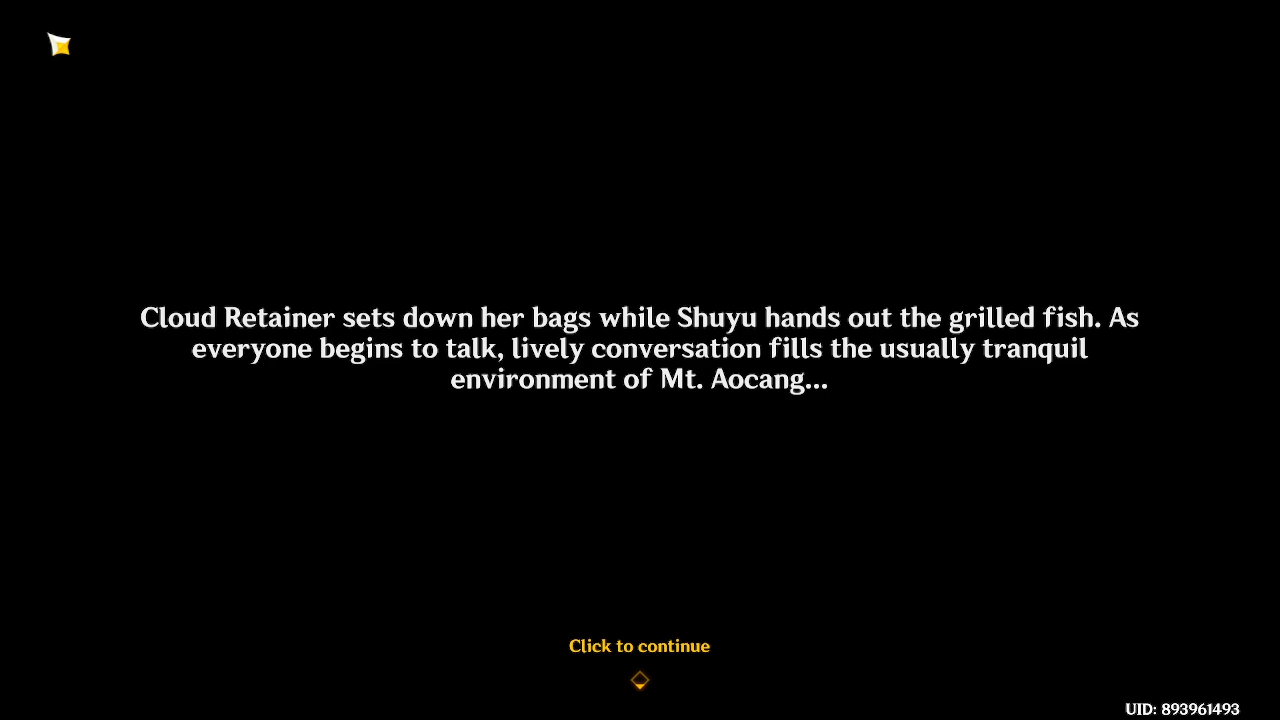 Cloud Retainer sets down her bags while Shuyu hands out the grilled fish. As
everyone begins to talk, lively conversation fills the usually tranquil
environment of Mt. Aocang...
Click to continue
UID: 893961493